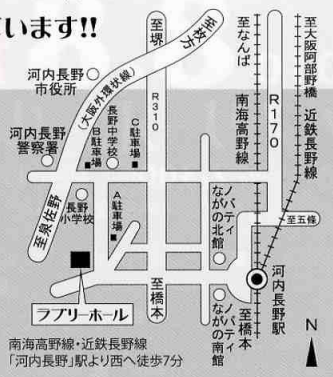 います!!
至枚方
至堺
至なんば
至大阪阿部野橋
河内長野
市役所
(大阪外環状線)
R310
南海高野線
R170
近鉄長野線
河内長野
警察署
B駐車場
長野中学校
C駐車場
長野
小学校
A駐車場
ノバティ
ながの北館
至五條
至泉佐野
河内長野駅
ラブリーホール
至橋本
ノバティ
ながの南館
至橋本
N
南海高野線・近鉄長野線
「河内長野」駅より西へ徒歩7分